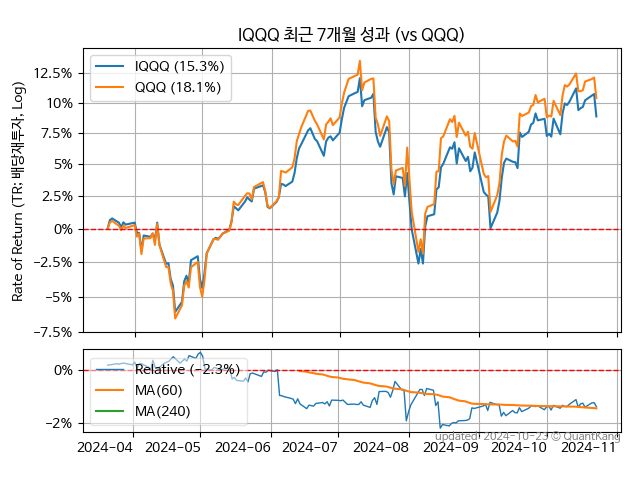 IQQQ 최근 7개월 성과 (vs QQQ)
Rate of Return (TR: 배당재투자, Log)
12.5%
10%
7.5%
5%
2.5%
0%
−2.5%
−5%
−7.5%
IQQQ (15.3%)
QQQ (18.1%)
0%
−2%
Relative (−2.3%)
MA(60)
MA(240)
updated: 2024-10-23 © QuantKang
2024-04
2024-05
2024-06
2024-07
2024-08
2024-09
2024-10
2024-11